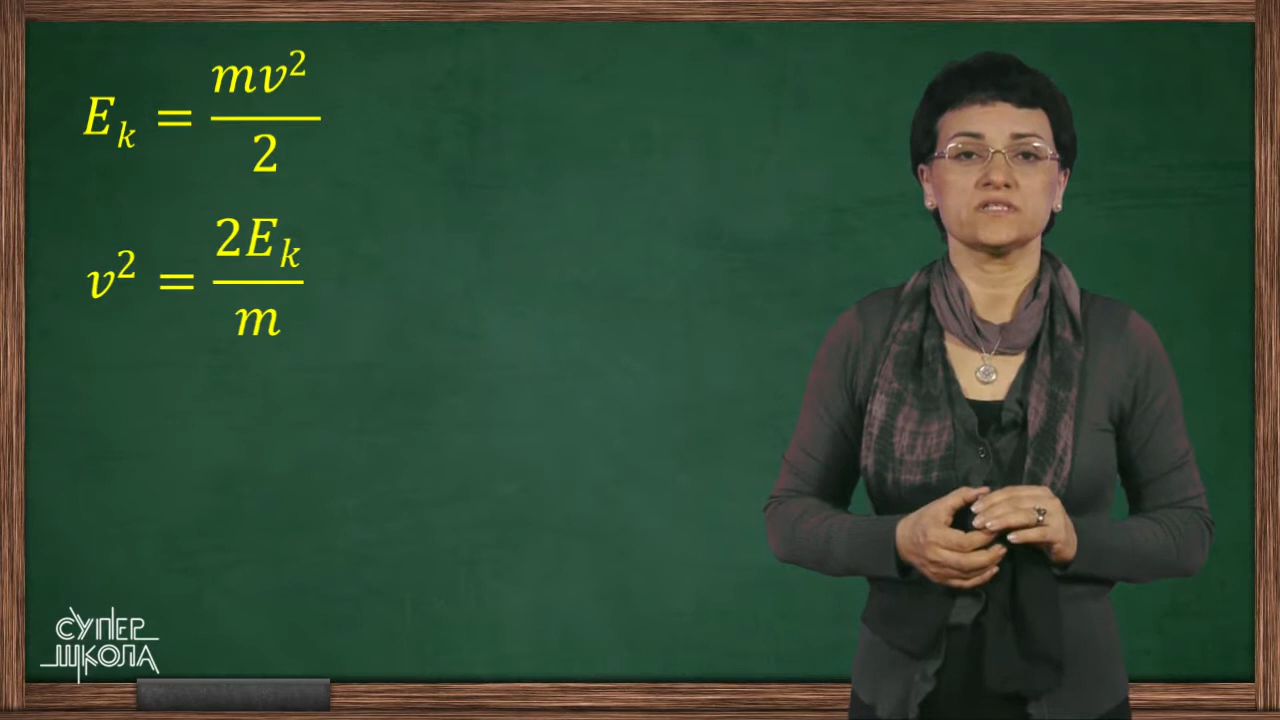 E_k = mv²/2
v² = 2E_k/m
СУПЕР
ШКОЛА